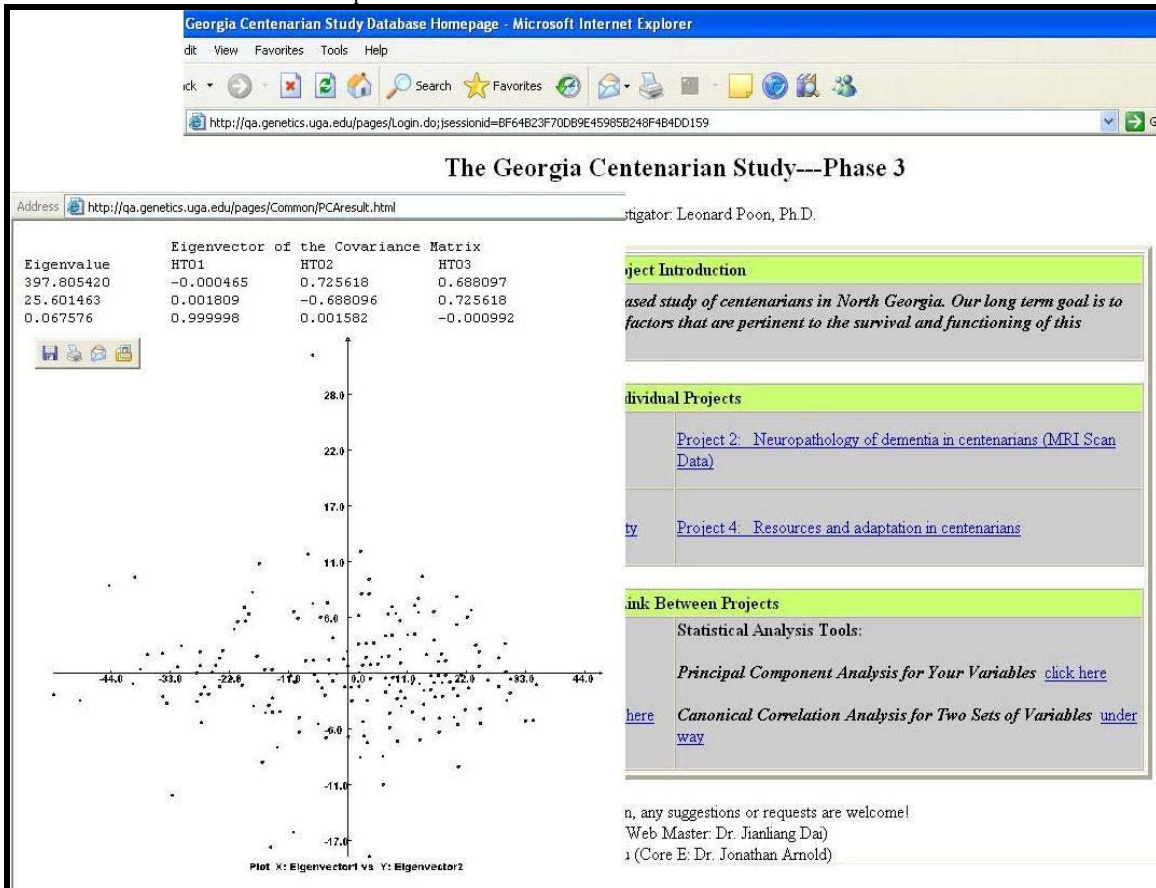 Georgia Centenarian Study Database Homepage - Microsoft Internet Explorer
dit View Favorites Tools Help
ck Search Favorites
http://qa.genetics.uga.edu/pages/Login.do;jsessionid=BF64B23F70DB9E45985B248F4B4DD159 G
The Georgia Centenarian Study---Phase 3
stigator: Leonard Poon, Ph.D.
Address http://qa.genetics.uga.edu/pages/Common/PCAresult.html
Eigenvector of the Covariance Matrix
Eigenvalue HT01 HT02 HT03
397.805420 -0.000465 0.725618 0.688097
25.601463 0.001809 -0.688096 0.725618
0.067576 0.999998 0.001582 -0.000992
28.0
22.0
17.0
11.0
6.0
-44.0 -33.0 -22.0 -11.0 0.0 11.0 22.0 33.0 44.0
-6.0
-11.0
-17.0
Plot X: Eigenvector1 vs Y: Eigenvector2
oject Introduction
ased study of centenarians in North Georgia. Our long term goal is to
factors that are pertinent to the survival and functioning of this
dividual Projects
Project 2: Neuropathology of dementia in centenarians (MRI Scan
Data)
ty Project 4: Resources and adaptation in centenarians
Link Between Projects
Statistical Analysis Tools:
Principal Component Analysis for Your Variables click here
here Canonical Correlation Analysis for Two Sets of Variables under
way
n, any suggestions or requests are welcome!
Web Master: Dr. Jianliang Dai)
(Core E: Dr. Jonathan Arnold)